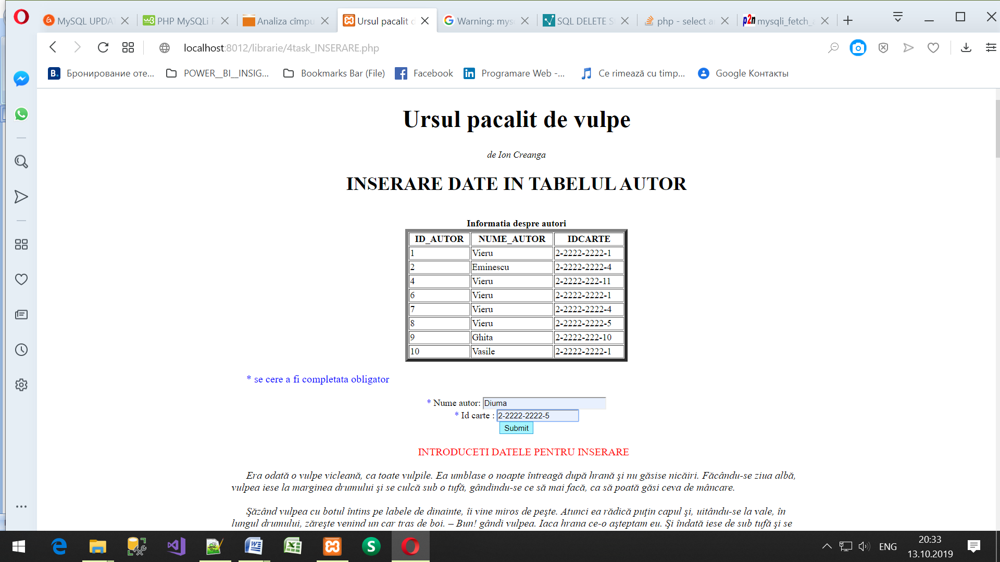 MySQL UPDA
PHP MySQLi F
Analiza cîmpu
Ursul pacalit d
Warning: mys
SQL DELETE S
php - select a
p2n mysqli_fetch_a
localhost:8012/librarie/4task_INSERARE.php
B. Бронирование оте...
POWER__BI__INSIG...
Bookmarks Bar (File)
Facebook
in Programare Web -...
Ce rimează cu timp...
Google Контакты
Ursul pacalit de vulpe
de Ion Creanga
INSERARE DATE IN TABELUL AUTOR
Informatia despre autori
ID_AUTOR NUME_AUTOR IDCARTE
1 Vieru 2-2222-2222-1
2 Eminescu 2-2222-2222-4
4 Vieru 2-2222-222-11
6 Vieru 2-2222-2222-1
7 Vieru 2-2222-2222-4
8 Vieru 2-2222-2222-5
9 Ghita 2-2222-222-10
10 Vasile 2-2222-2222-1
* se cere a fi completata obligator
* Nume autor: Diuma
* Id carte : 2-2222-2222-5
Submit
INTRODUCETI DATELE PENTRU INSERARE
Era odată o vulpe vicleană, ca toate vulpile. Ea umblase o noapte întreagă după hrană şi nu găsise nicăiri. Făcându-se ziua albă,
vulpea iese la marginea drumului şi se culcă sub o tufă, gândindu-se ce să mai facă, ca să poată găsi ceva de mâncare.
Şăzând vulpea cu botul întins pe labele de dinainte, îi vine miros de peşte. Atunci ea rădică puţin capul şi, uitându-se la vale, în
lungul drumului, zăreşte venind un car tras de boi. – Bun! gândi vulpea. Iaca hrana ce-o aşteptam eu. Şi îndată iese de sub tufă şi se
ENG
20:33
13.10.2019